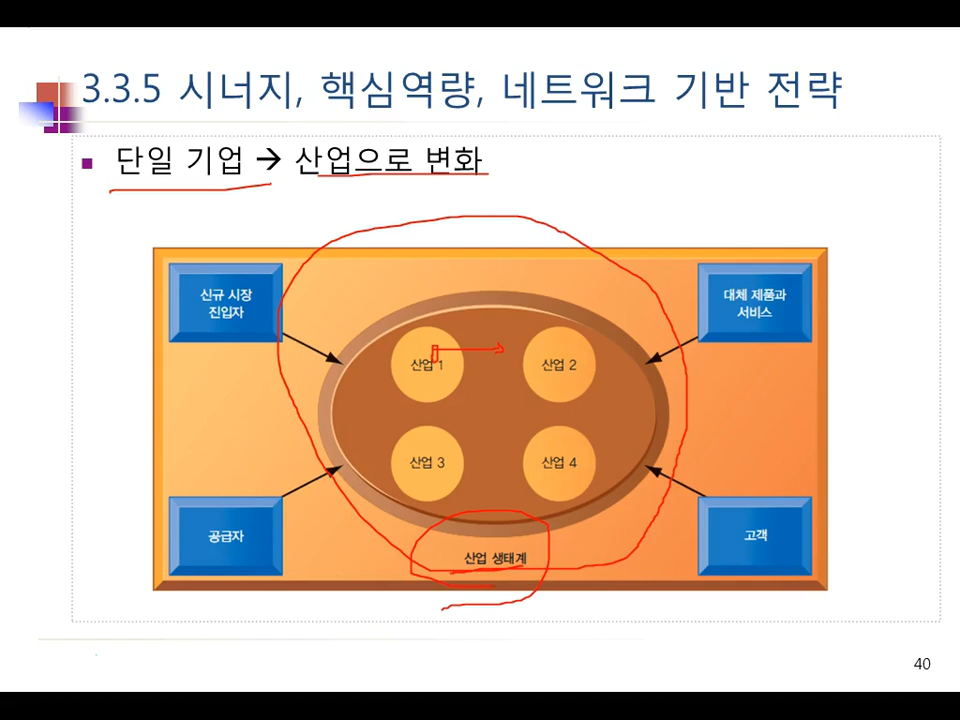 3.3.5 시너지, 핵심역량, 네트워크 기반 전략
단일 기업 → 산업으로 변화
신규 시장
진입자
대체 제품과
서비스
산업 1
산업 2
산업 3
산업 4
공급자
고객
산업 생태계
40